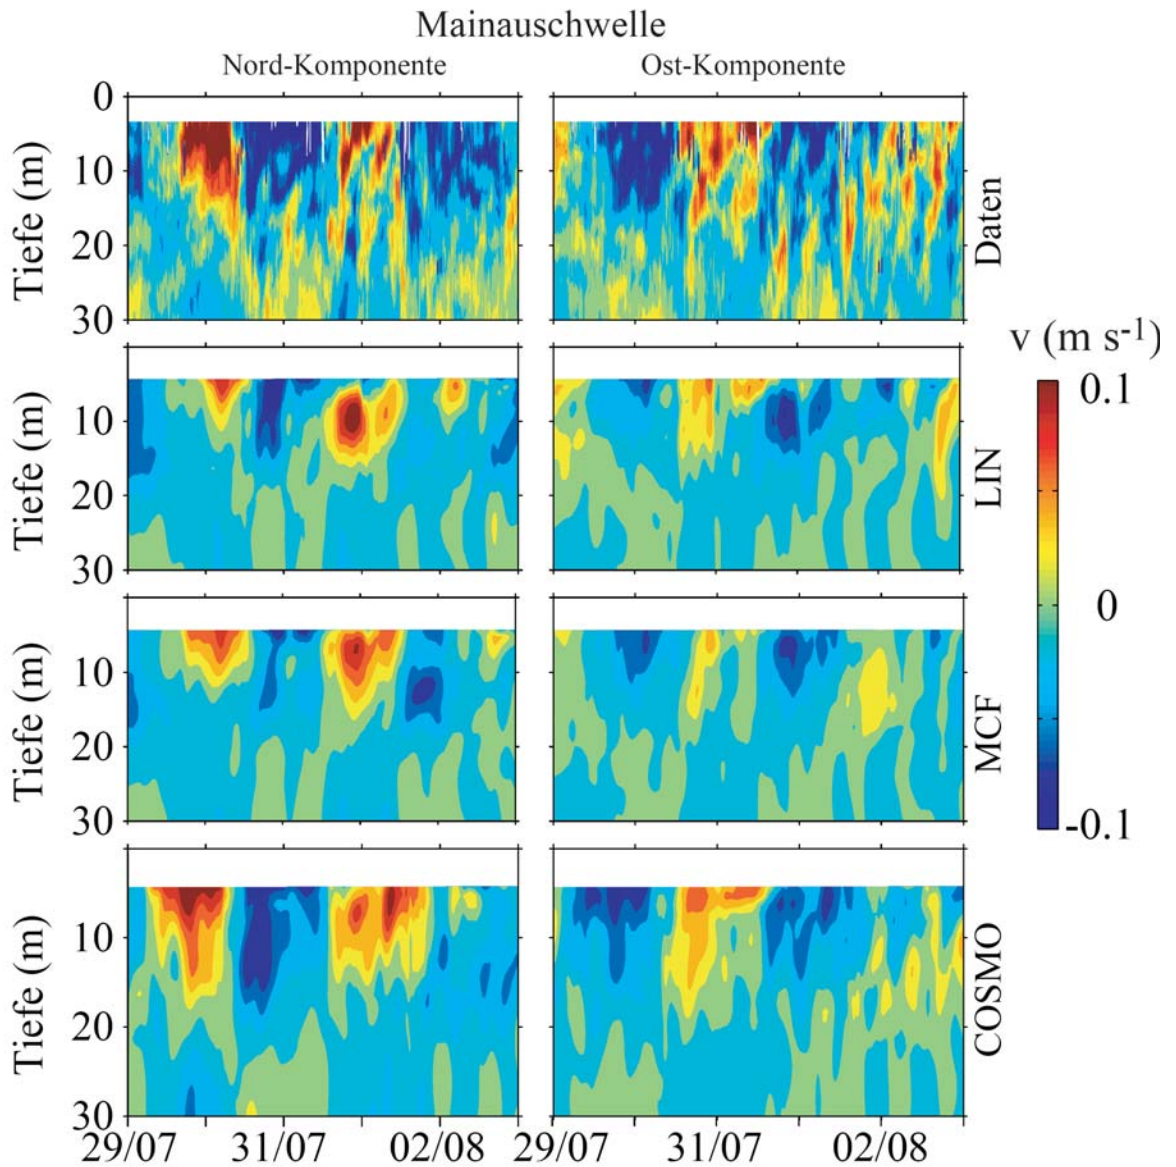 Mainauschwelle
Nord-Komponente Ost-Komponente
0
10
20
30
Tiefe (m)
Daten
10
20
30
Tiefe (m)
LIN
10
20
30
Tiefe (m)
MCF
10
20
30
Tiefe (m)
COSMO
29/07 31/07 02/08 29/07 31/07 02/08
v (m s-1)
0.1
0
-0.1